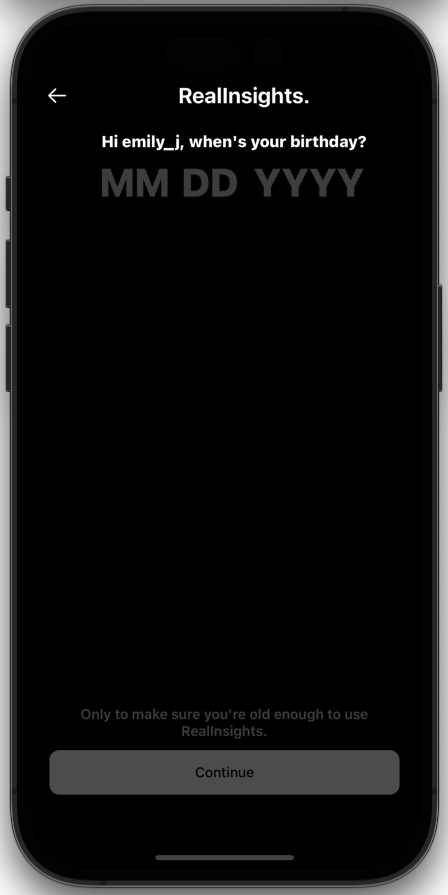 RealInsights.
Hi emily_j, when's your birthday?
MM DD YYYY
Only to make sure you're old enough to use
RealInsights.
Continue